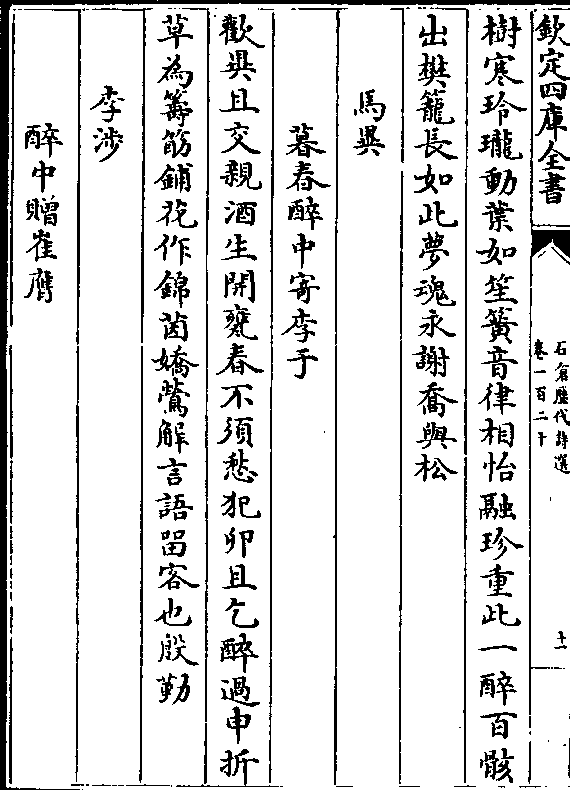 欽定四庫全書
石倉歷代詩選
卷一百二十
十一
樹寒玲瓏動葉如笙簧音律相怡融珍重此一醉百骸
出樊籠長如此夢魂永謝喬與松
馬異
暮春醉中寄李于
歡異且交親酒生開甕春不須愁犯卯且乞醉過申折
草為籌筯鋪花作錦茵嬌鶯解言語留客也殷勤
李涉
醉中贈崔膺